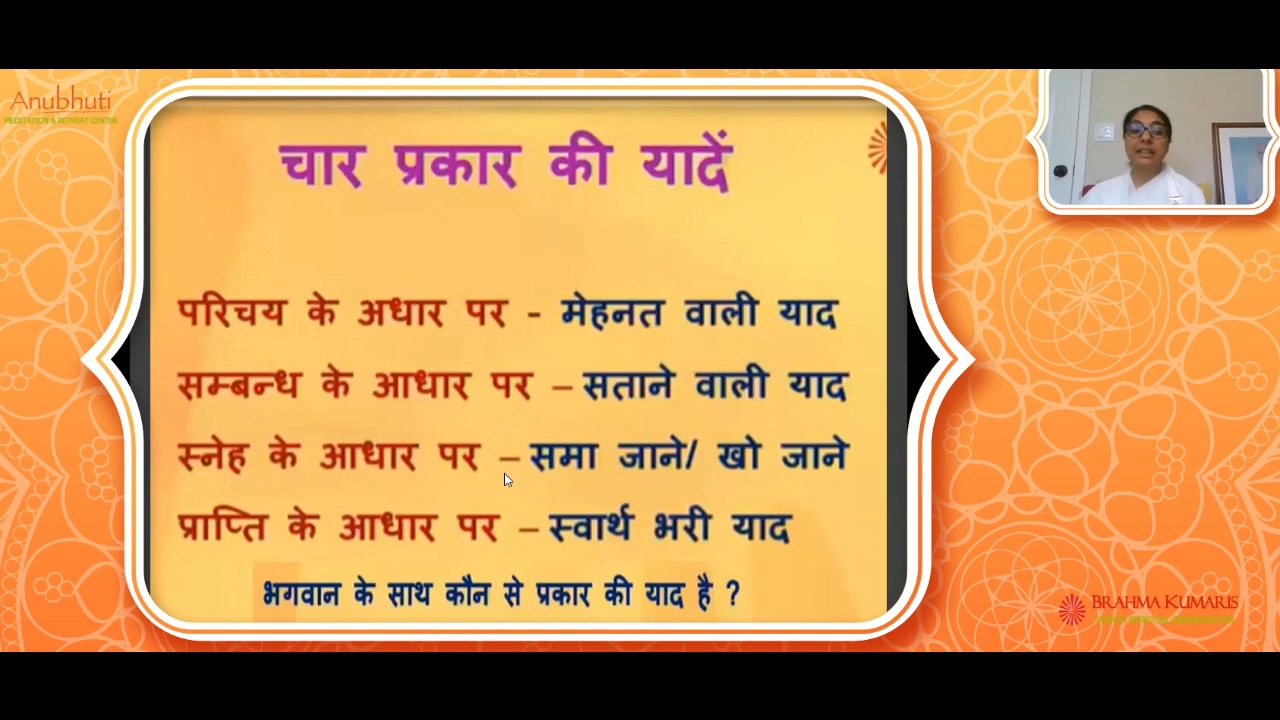 Anubhuti
MEDITATION & RETREAT CENTER
चार प्रकार की यादें
परिचय के अधार पर - मेहनत वाली याद
सम्बन्ध के आधार पर – सताने वाली याद
स्नेह के आधार पर – समा जाने/ खो जाने
प्राप्ति के आधार पर – स्वार्थ भरी याद
भगवान के साथ कौन से प्रकार की याद है ?
BRAHMA KUMARIS